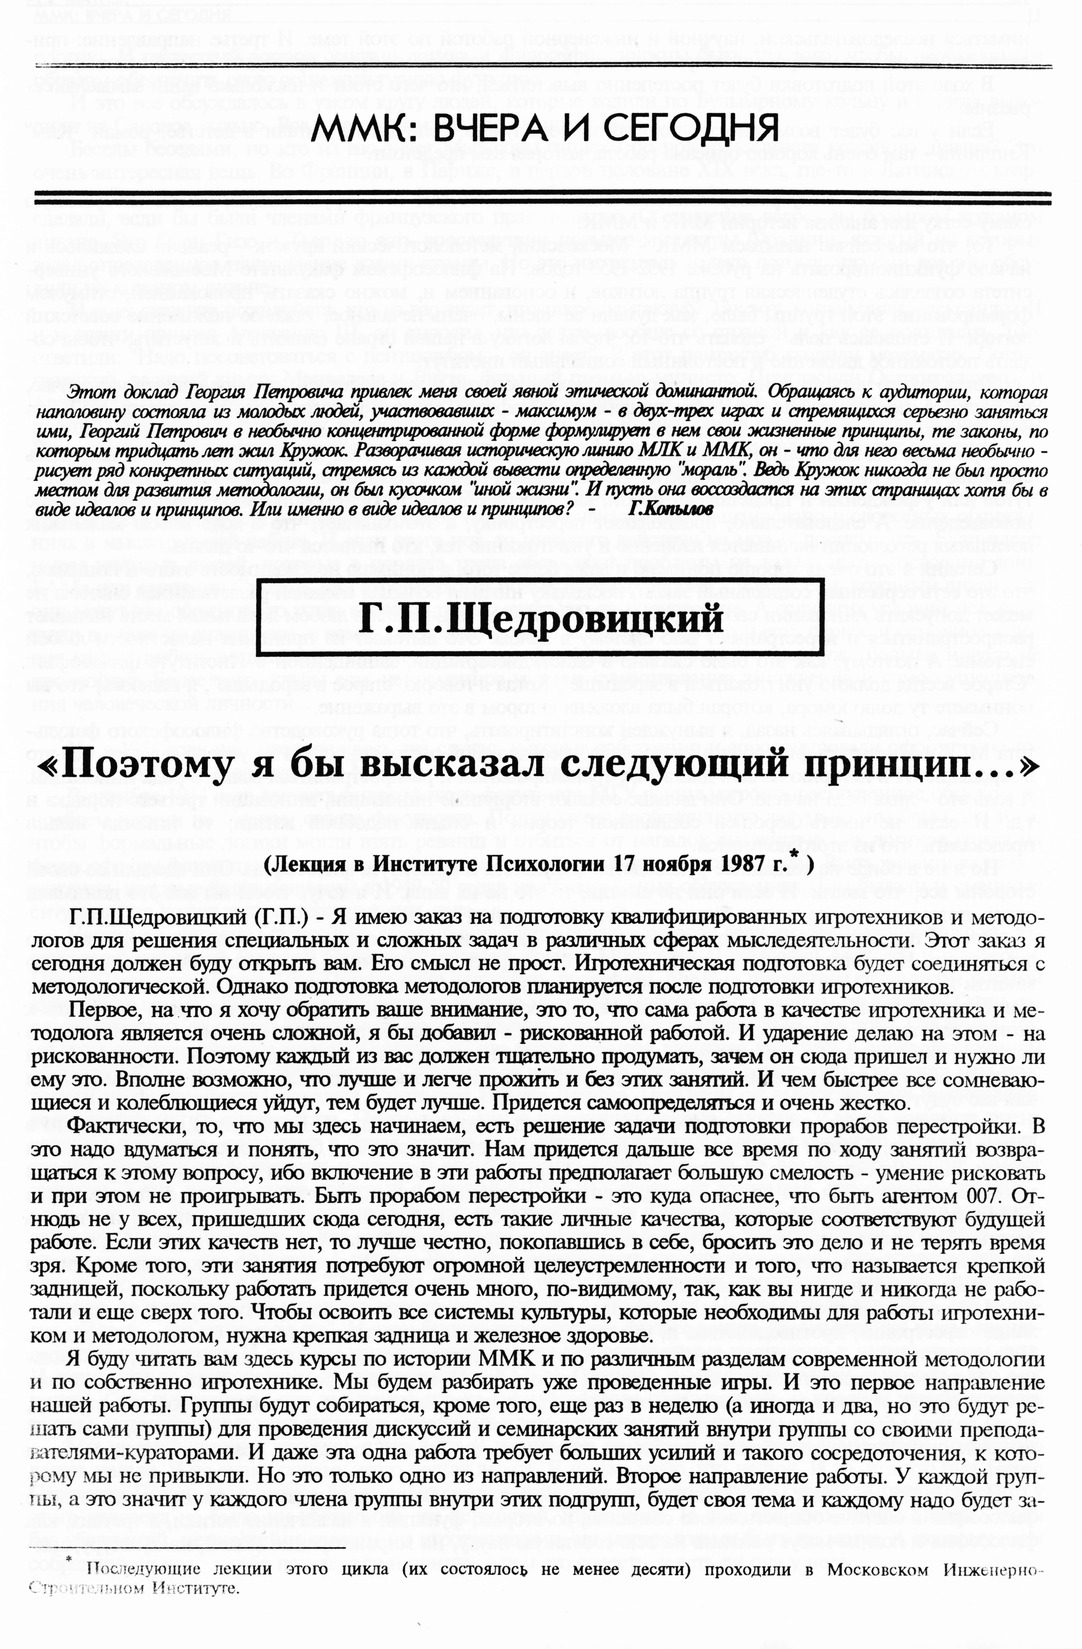 ММК: ВЧЕРА И СЕГОДНЯ
Этот доклад Георгия Петровича привлек меня своей явной этической доминантой. Обращаясь к аудитории, которая
наполовину состояла из молодых людей, участвовавших - максимум - в двух-трех играх и стремящихся серьезно заняться
ими, Георгий Петрович в необычно концентрированной форме формулирует в нем свои жизненные принципы, те законы, по
которым тридцать лет жил Кружок. Разворачивая историческую линию МЛК и ММК, он - что для него весьма необычно -
рисует ряд конкретных ситуаций, стремясь из каждой вывести определенную "мораль". Ведь Кружок никогда не был просто
местом для развития методологии, он был кусочком "иной жизни". И пусть она воссоздастся на этих страницах хотя бы в
виде идеалов и принципов. Или именно в виде идеалов и принципов? - Г.Копылов
Г.П.Щедровицкий
«Поэтому я бы высказал следующий принцип...»
(Лекция в Институте Психологии 17 ноября 1987 г.* )
Г.П.Щедровицкий (Г.П.) - Я имею заказ на подготовку квалифицированных игротехников и методо-
логов для решения специальных и сложных задач в различных сферах мыследеятельности. Этот заказ я
сегодня должен буду открыть вам. Его смысл не прост. Игротехническая подготовка будет соединяться с
методологической. Однако подготовка методологов планируется после подготовки игротехников.
Первое, на что я хочу обратить ваше внимание, это то, что сама работа в качестве игротехника и ме-
тодолога является очень сложной, я бы добавил - рискованной работой. И ударение делаю на этом - на
рискованности. Поэтому каждый из вас должен тщательно продумать, зачем он сюда пришел и нужно ли
ему это. Вполне возможно, что лучше и легче прожить и без этих занятий. И чем быстрее все сомневаю-
щиеся и колеблющиеся уйдут, тем будет лучше. Придется самоопределяться и очень жестко.
Фактически, то, что мы здесь начинаем, есть решение задачи подготовки прорабов перестройки. В
это надо вдуматься и понять, что это значит. Нам придется дальше все время по ходу занятий возвра-
щаться к этому вопросу, ибо включение в эти работы предполагает большую смелость - умение рисковать
и при этом не проигрывать. Быть прорабом перестройки - это куда опаснее, что быть агентом 007. От-
нюдь не у всех, пришедших сюда сегодня, есть такие личные качества, которые соответствуют будущей
работе. Если этих качеств нет, то лучше честно, покопавшись в себе, бросить это дело и не терять время
зря. Кроме того, эти занятия потребуют огромной целеустремленности и того, что называется крепкой
задницей, поскольку работать придется очень много, по-видимому, так, как вы нигде и никогда не рабо-
тали и еще сверх того. Чтобы освоить все системы культуры, которые необходимы для работы игротехни-
ком и методологом, нужна крепкая задница и железное здоровье.
Я буду читать вам здесь курсы по истории ММК и по различным разделам современной методологии
и по собственно игротехнике. Мы будем разбирать уже проведенные игры. И это первое направление
нашей работы. Группы будут собираться, кроме того, еще раз в неделю (а иногда и два, но это будут ре-
шать сами группы) для проведения дискуссий и семинарских занятий внутри группы со своими препода-
вателями-кураторами. И даже эта одна работа требует больших усилий и такого сосредоточения, к кото-
рому мы не привыкли. Но это только одно из направлений. Второе направление работы. У каждой груп-
пы, а это значит у каждого члена группы внутри этих подгрупп, будет своя тема и каждому надо будет за-
* Последующие лекции этого цикла (их состоялось не менее десяти) проходили в Московском Инженерно-
Строительном Институте.